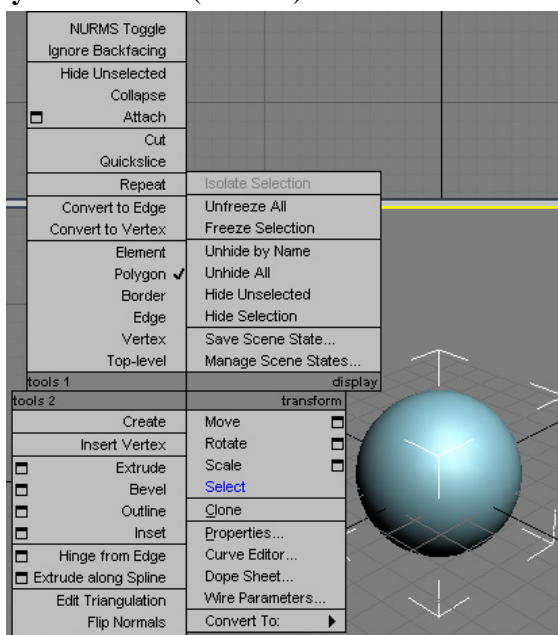 NURMS Toggle
Ignore Backfacing
Hide Unselected
Collapse
Attach
Cut
Quickslice
Repeat
Convert to Edge
Convert to Vertex
Element
Polygon
Border
Edge
Vertex
Top-level
tools 1
Isolate Selection
Unfreeze All
Freeze Selection
Unhide by Name
Unhide All
Hide Unselected
Hide Selection
Save Scene State...
Manage Scene States...
display
tools 2
Create
Insert Vertex
Extrude
Bevel
Outline
Inset
Hinge from Edge
Extrude along Spline
Edit Triangulation
Flip Normals
transform
Move
Rotate
Scale
Select
Clone
Properties...
Curve Editor...
Dope Sheet...
Wire Parameters...
Convert To: